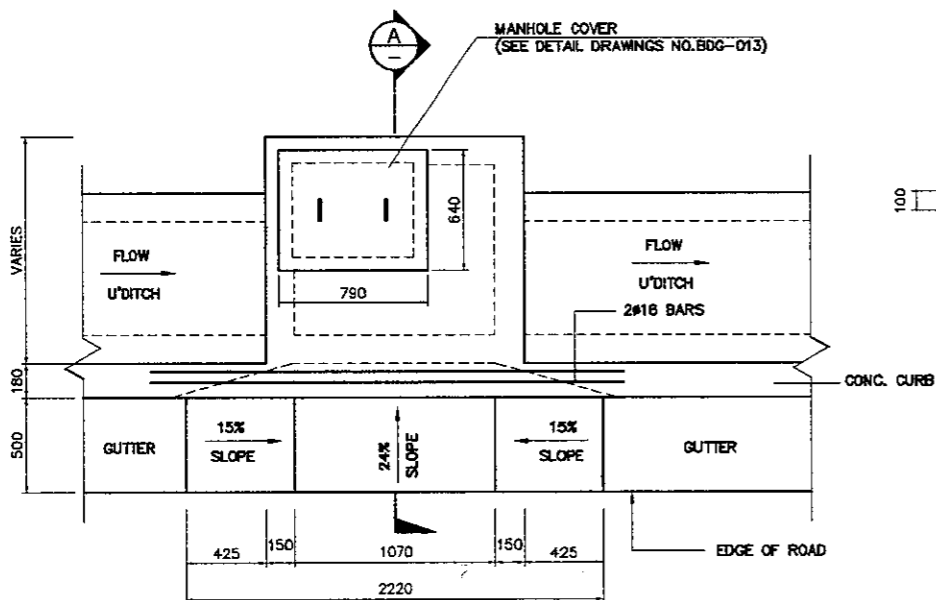 A
–
MANHOLE COVER
(SEE DETAIL DRAWINGS NO.BDG-013)
100
VARIES
640
FLOW
U'DITCH
FLOW
U'DITCH
790
2ø16 BARS
180
CONC. CURB
500
GUTTER
15%
SLOPE
24%
SLOPE
15%
SLOPE
GUTTER
EDGE OF ROAD
425
150
1070
150
425
2220